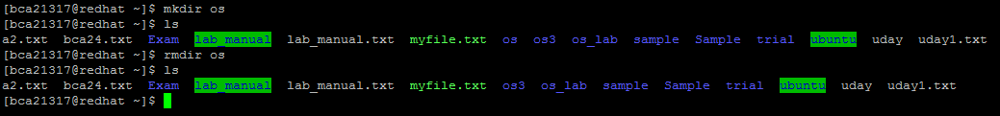 [bca21317@redhat ~]$ mkdir os
[bca21317@redhat ~]$ ls
a2.txt bca24.txt Exam lab_manual lab_manual.txt myfile.txt os os3 os_lab sample Sample trial ubuntu uday uday1.txt
[bca21317@redhat ~]$ rmdir os
[bca21317@redhat ~]$ ls
a2.txt bca24.txt Exam lab_manual lab_manual.txt myfile.txt os3 os_lab sample Sample trial ubuntu uday uday1.txt
[bca21317@redhat ~]$